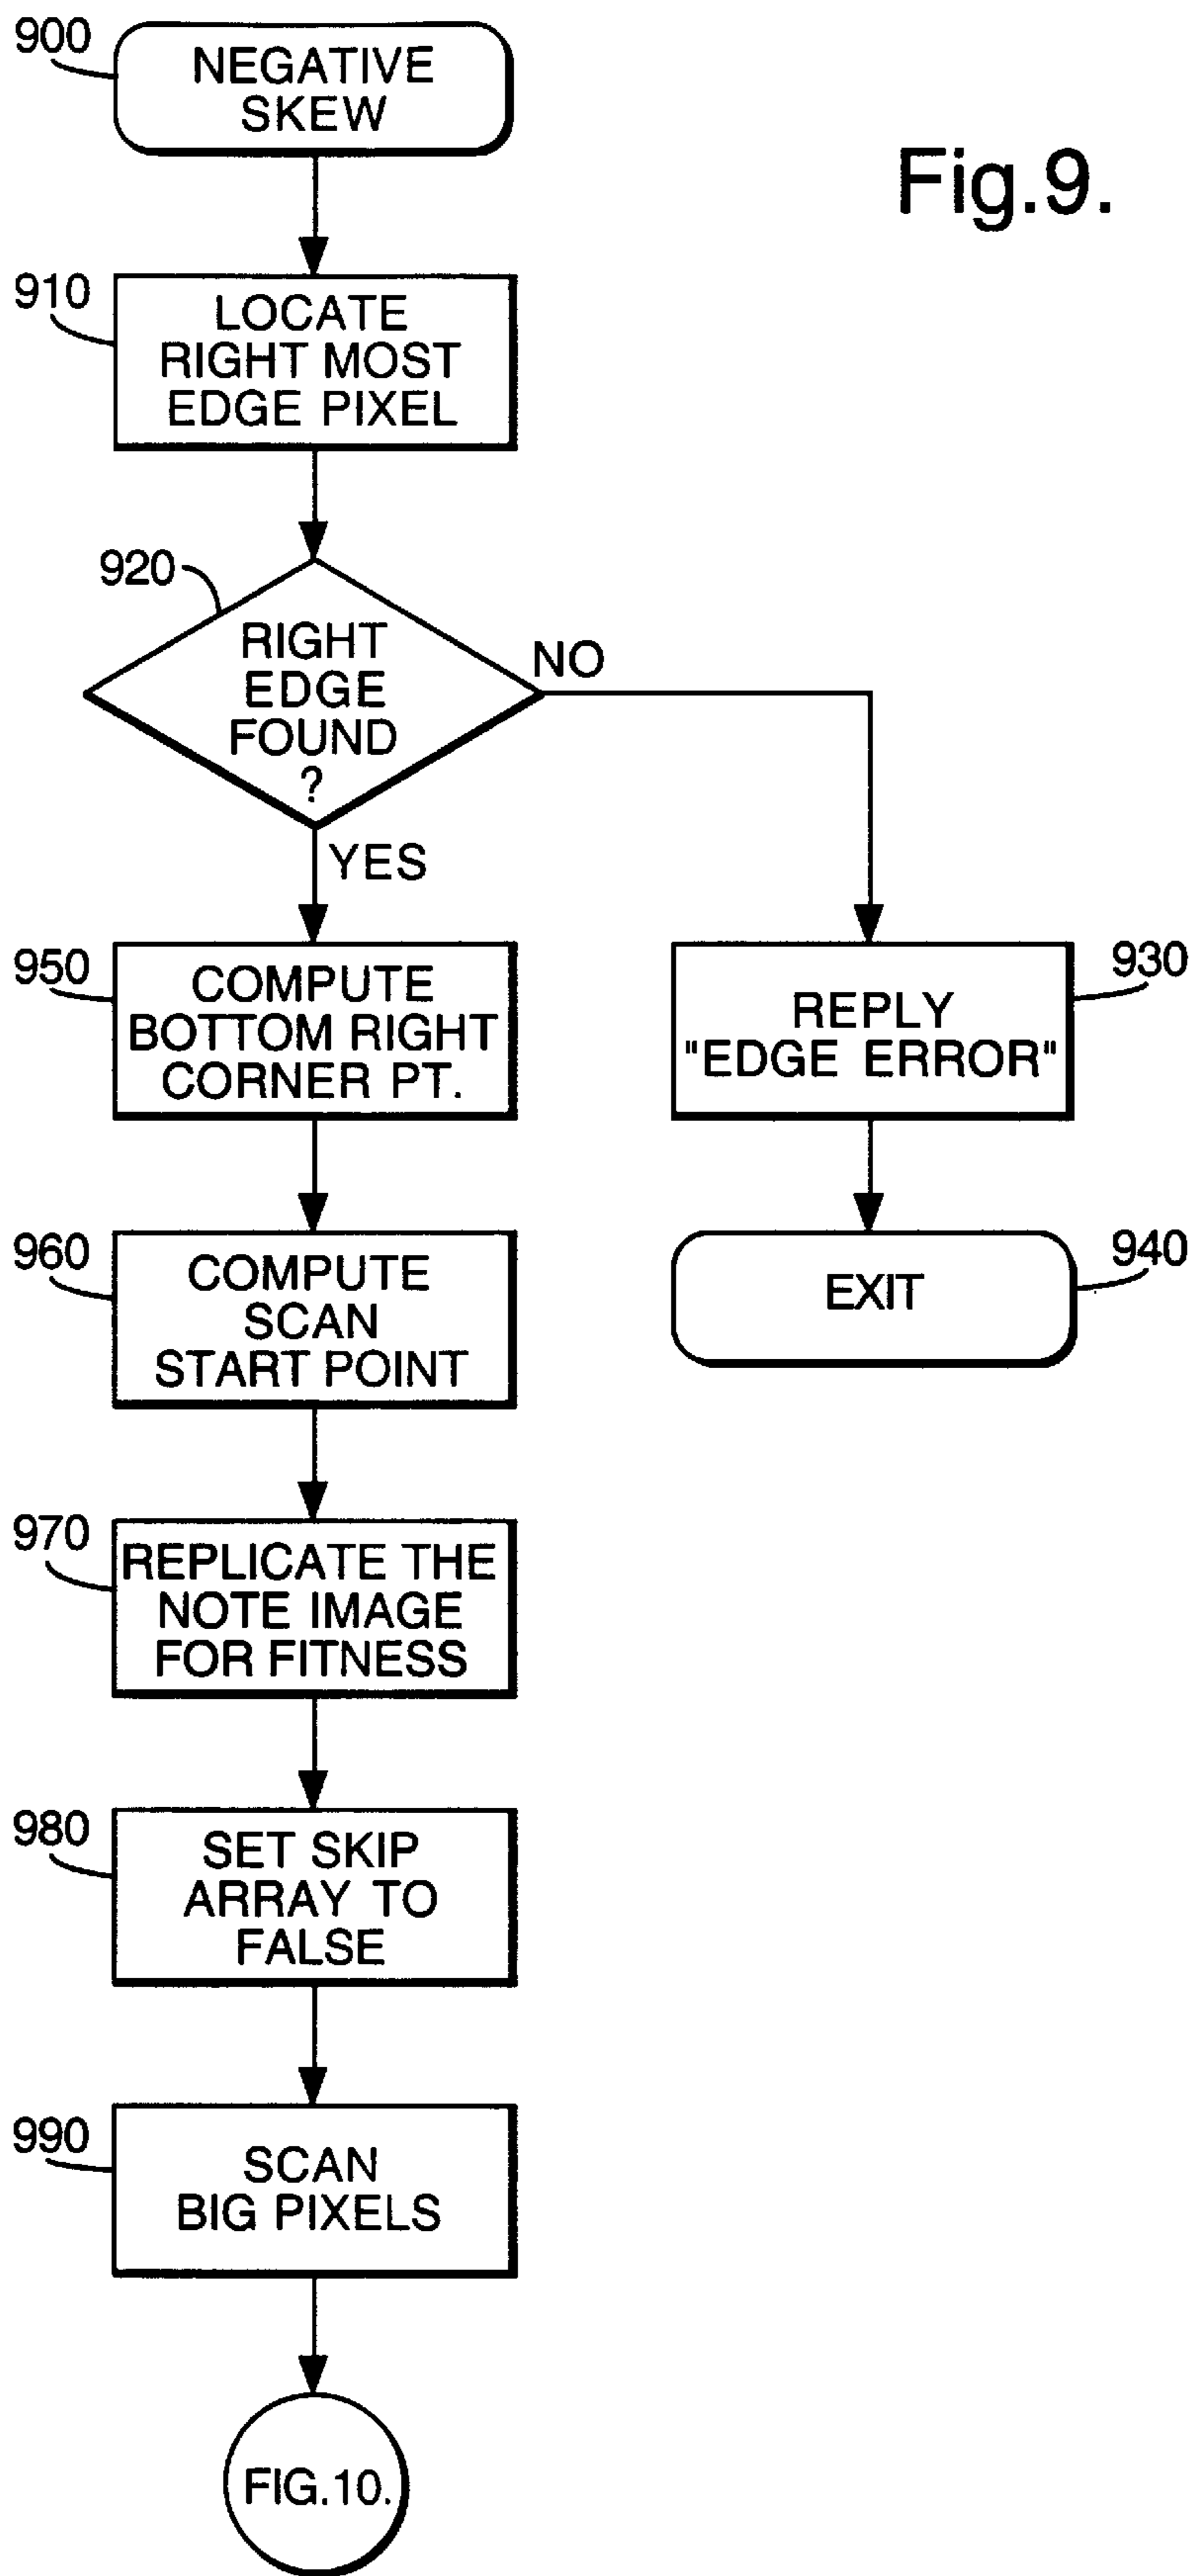 900
NEGATIVE
SKEW
Fig.9.
910
LOCATE
RIGHT MOST
EDGE PIXEL
920
RIGHT
EDGE
FOUND
?
NO
YES
950
COMPUTE
BOTTOM RIGHT
CORNER PT.
930
REPLY
"EDGE ERROR"
960
COMPUTE
SCAN
START POINT
940
EXIT
970
REPLICATE THE
NOTE IMAGE
FOR FITNESS
980
SET SKIP
ARRAY TO
FALSE
990
SCAN
BIG PIXELS
FIG.10.